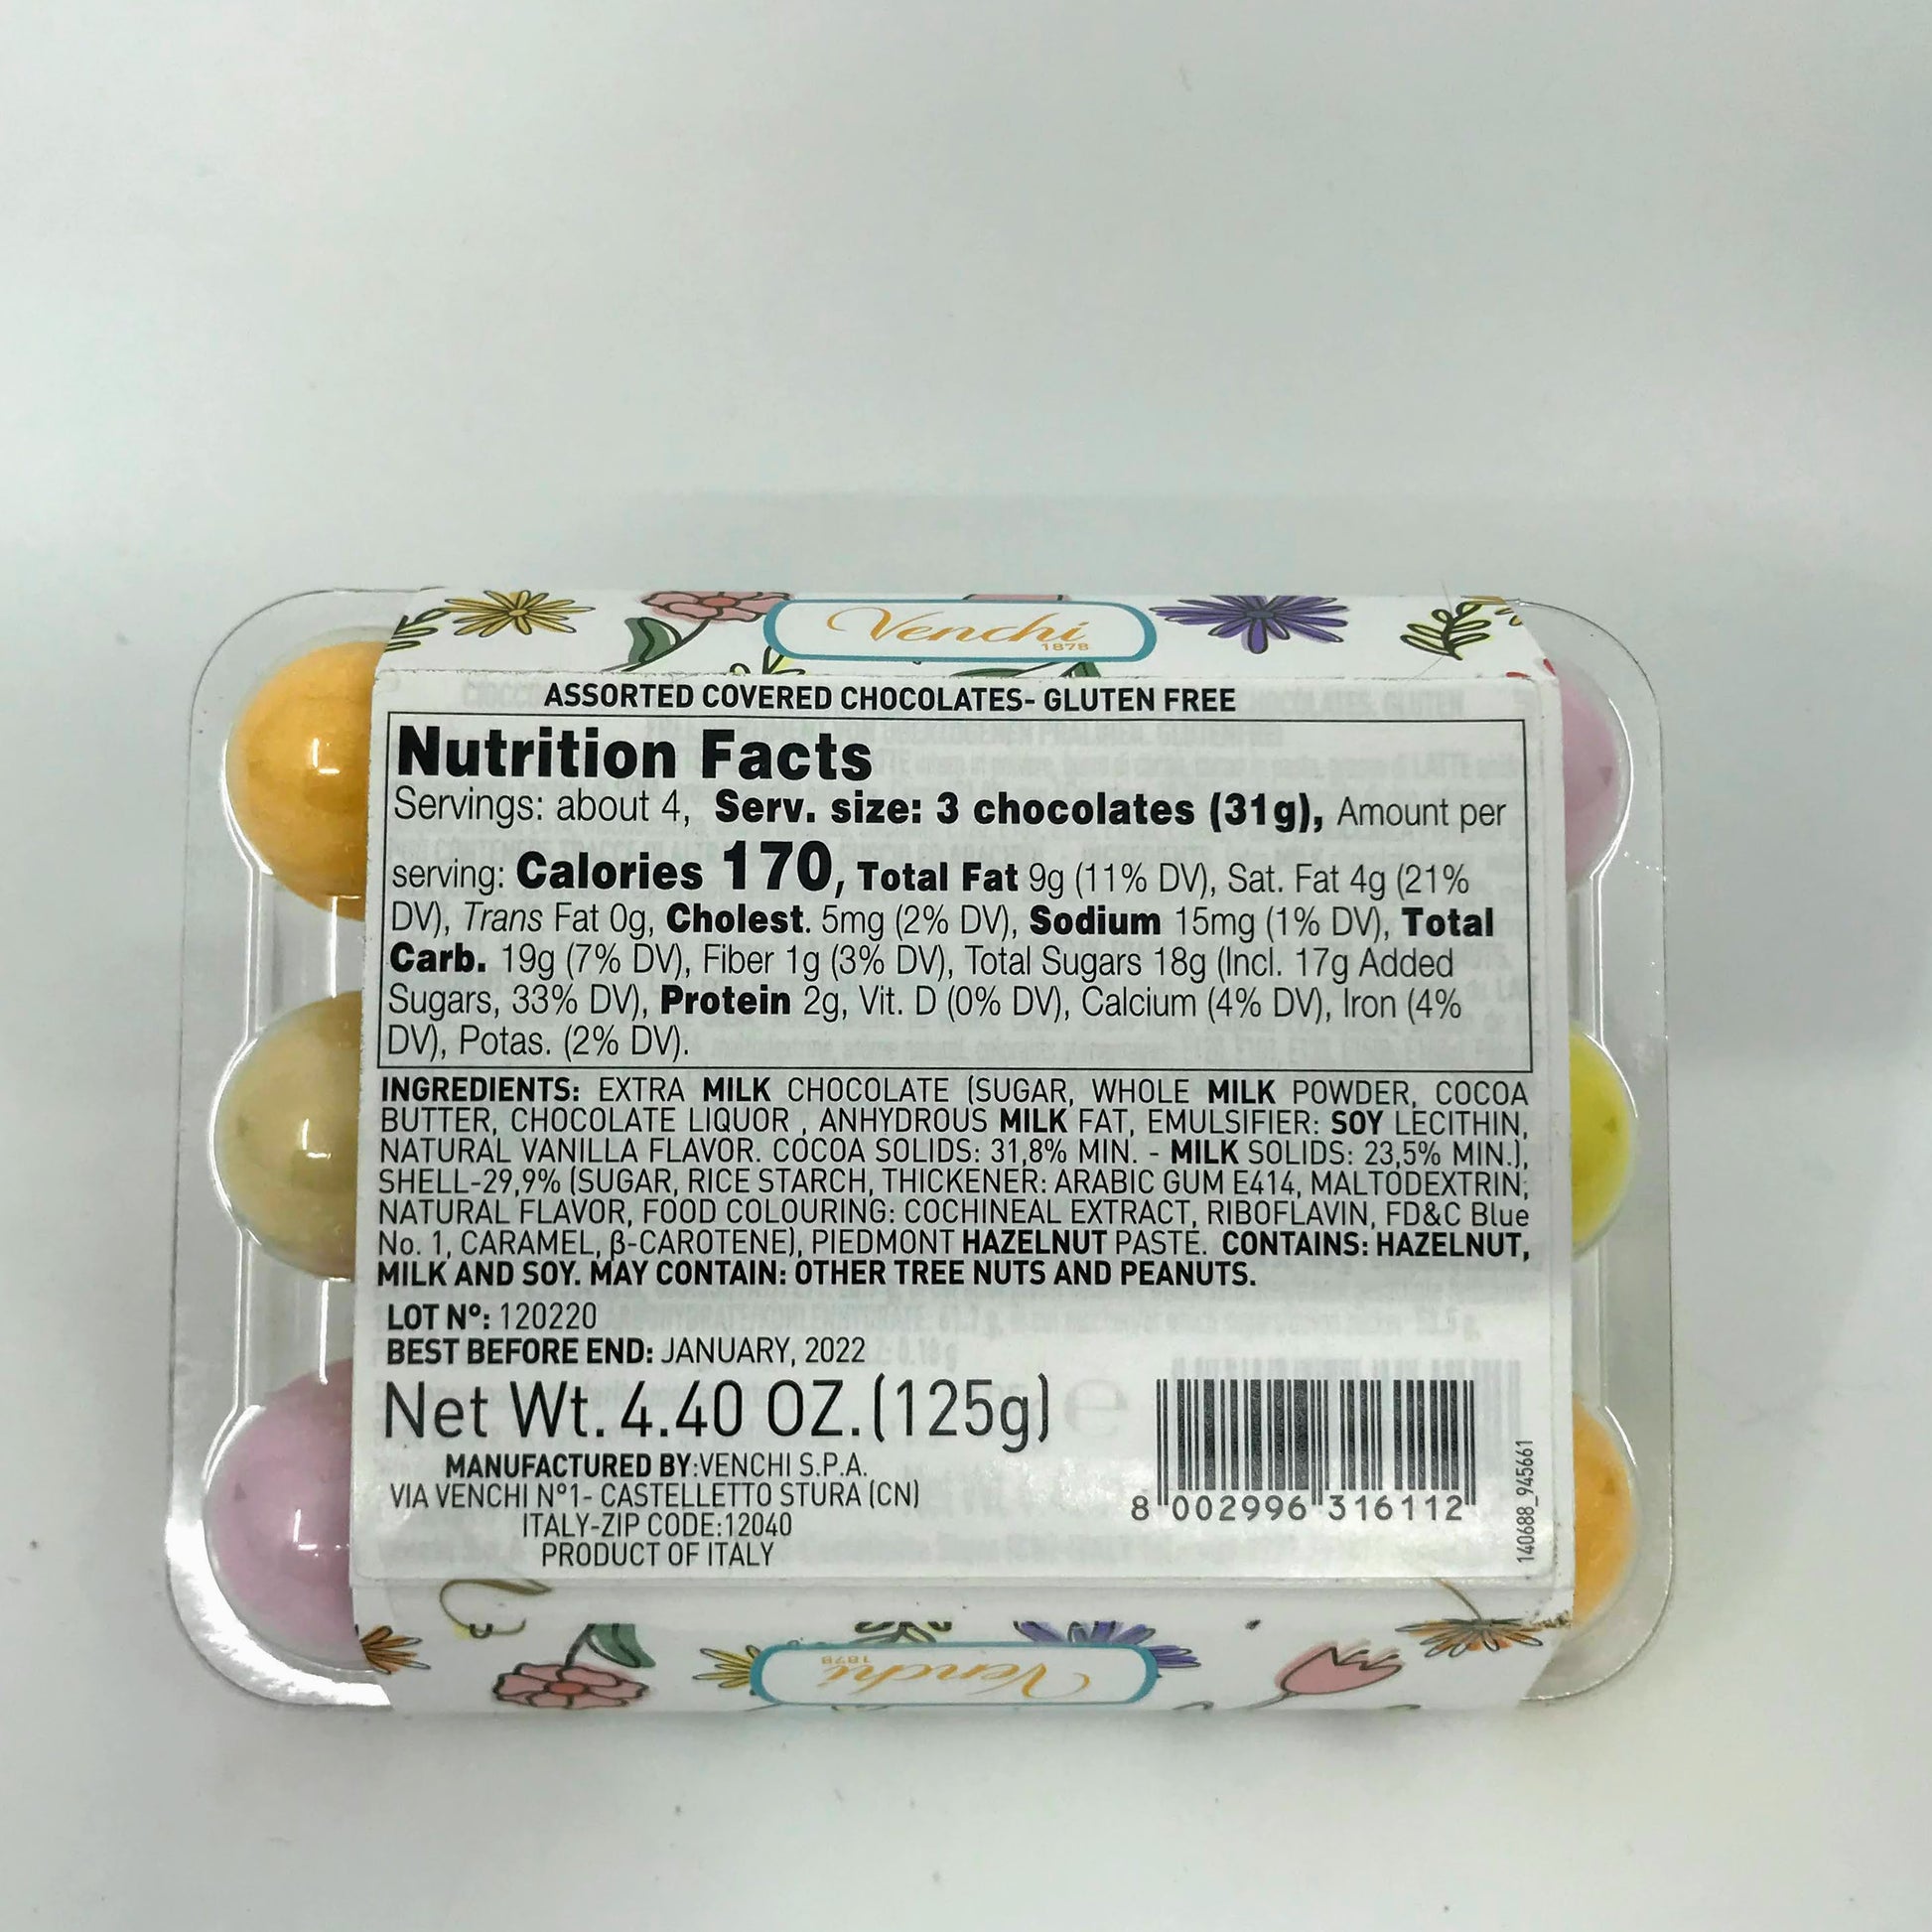 Venchi
1878
ASSORTED COVERED CHOCOLATES- GLUTEN FREE
Nutrition Facts
Servings: about 4, Serv. size: 3 chocolates (31g), Amount per
serving: Calories 170, Total Fat 9g (11% DV), Sat. Fat 4g (21%
DV), Trans Fat 0g, Cholest. 5mg (2% DV), Sodium 15mg (1% DV), Total
Carb. 19g (7% DV), Fiber 1g (3% DV), Total Sugars 18g (Incl. 17g Added
Sugars, 33% DV), Protein 2g, Vit. D (0% DV), Calcium (4% DV), Iron (4%
DV), Potas. (2% DV).
INGREDIENTS: EXTRA MILK CHOCOLATE (SUGAR, WHOLE MILK POWDER, COCOA
BUTTER, CHOCOLATE LIQUOR , ANHYDROUS MILK FAT, EMULSIFIER: SOY LECITHIN,
NATURAL VANILLA FLAVOR. COCOA SOLIDS: 31,8% MIN. - MILK SOLIDS: 23,5% MIN.),
SHELL-29,9% (SUGAR, RICE STARCH, THICKENER: ARABIC GUM E414, MALTODEXTRIN;
NATURAL FLAVOR, FOOD COLOURING: COCHINEAL EXTRACT, RIBOFLAVIN, FD&C Blue
No. 1, CARAMEL, β-CAROTENE), PIEDMONT HAZELNUT PASTE. CONTAINS: HAZELNUT,
MILK AND SOY. MAY CONTAIN: OTHER TREE NUTS AND PEANUTS.
LOT N°: 120220
BEST BEFORE END: JANUARY, 2022
Net Wt. 4.40 OZ.(125g)
MANUFACTURED BY:VENCHI S.P.A.
VIA VENCHI N°1- CASTELLETTO STURA (CN)
ITALY-ZIP CODE:12040
PRODUCT OF ITALY
8 002996 316112
140688_945661
Venchi
1878